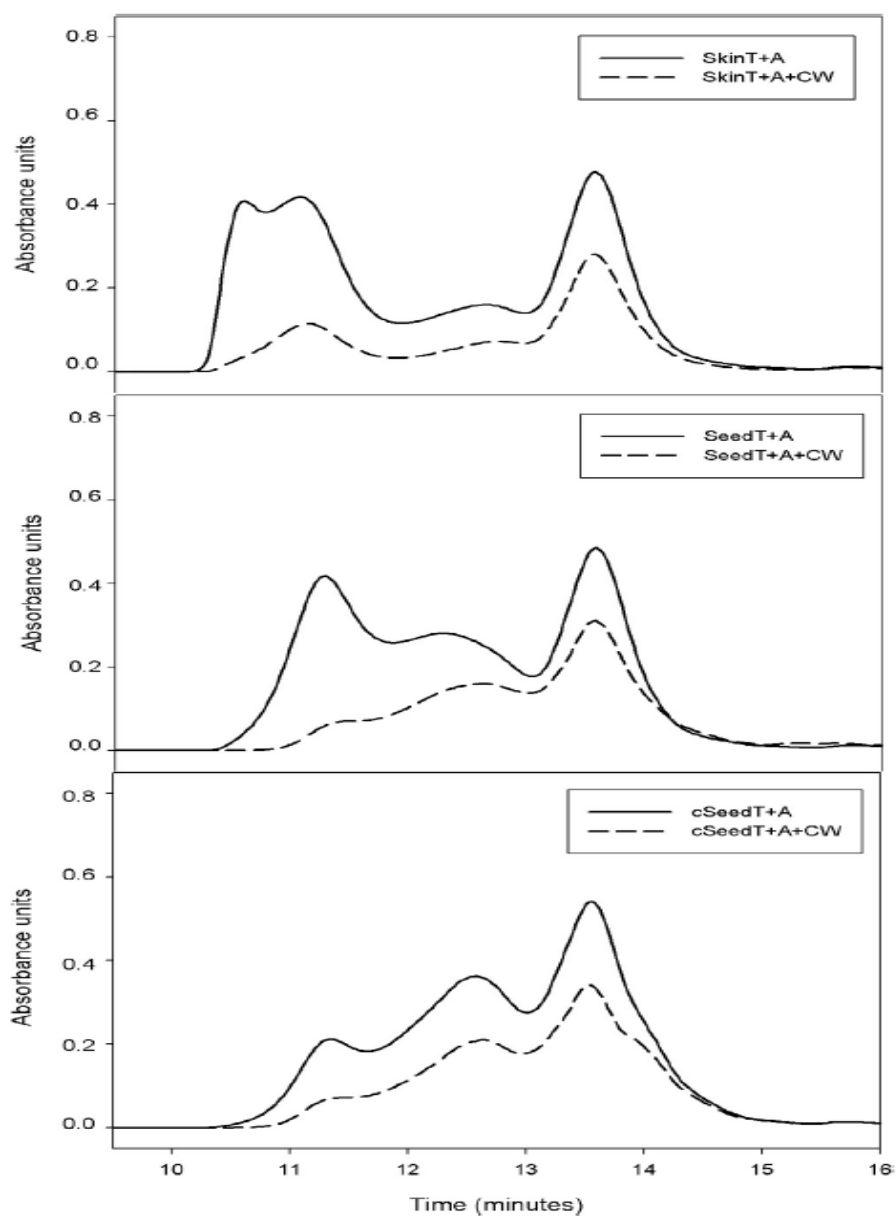 0.8
0.6
0.4
0.2
0.0
Absorbance units
SkinT+A
SkinT+A+CW
0.8
0.6
0.4
0.2
0.0
Absorbance units
SeedT+A
SeedT+A+CW
0.8
0.6
0.4
0.2
0.0
Absorbance units
cSeedT+A
cSeedT+A+CW
10 11 12 13 14 15 16
Time (minutes)